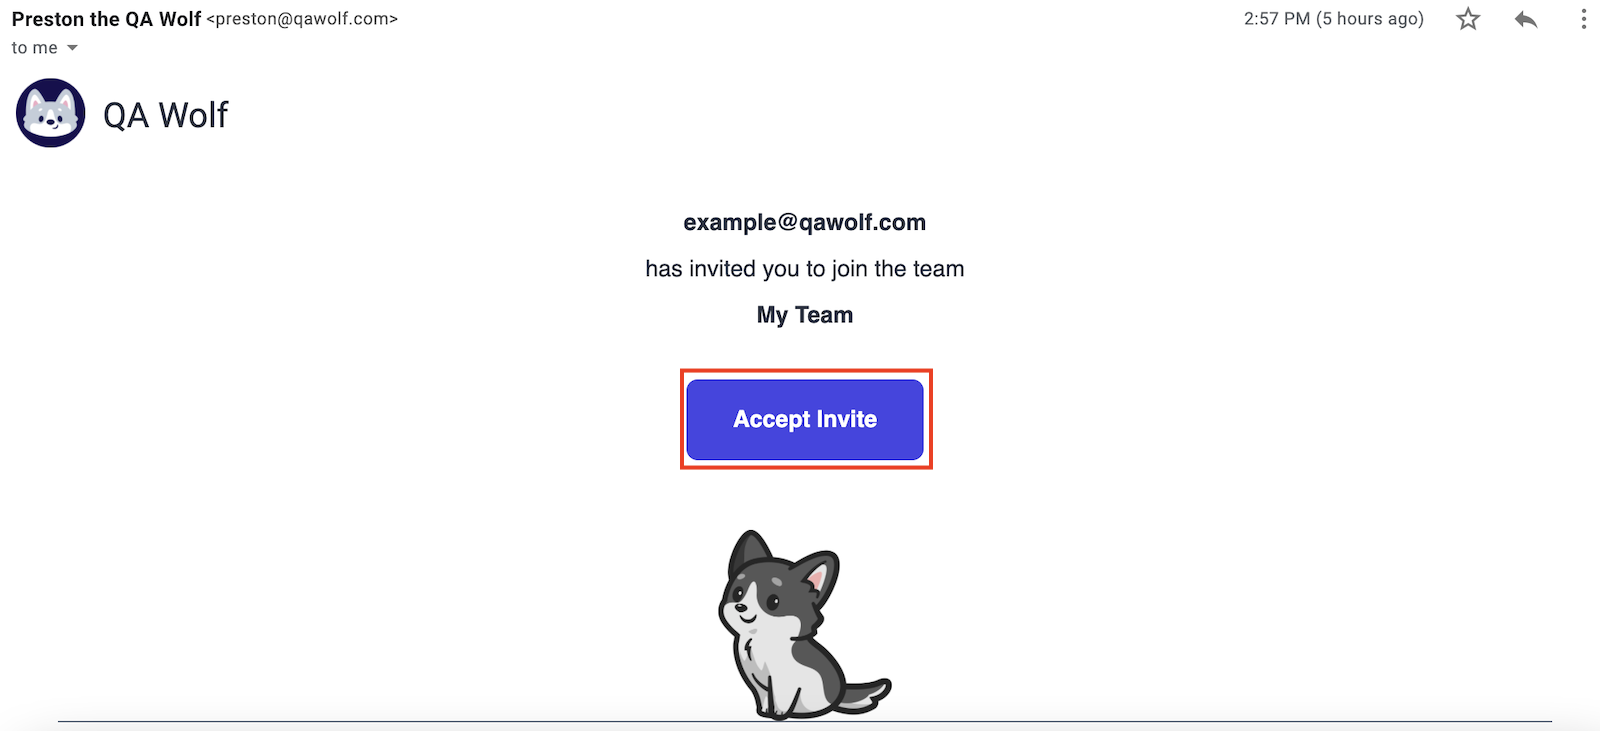 Preston the QA Wolf <preston@qawolf.com>
2:57 PM (5 hours ago)
to me
QA Wolf
example@qawolf.com
has invited you to join the team
My Team
Accept Invite